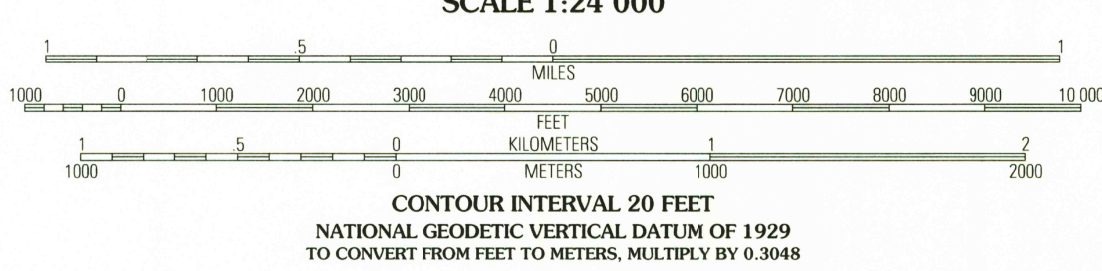 SCALE 1:24 000
1 .5 0 1
MILES
1000 0 1000 2000 3000 4000 5000 6000 7000 8000 9000 10 000
FEET
1 .5 0 KILOMETERS 1 2
1000 0 METERS 1000 2000
CONTOUR INTERVAL 20 FEET
NATIONAL GEODETIC VERTICAL DATUM OF 1929
TO CONVERT FROM FEET TO METERS, MULTIPLY BY 0.3048